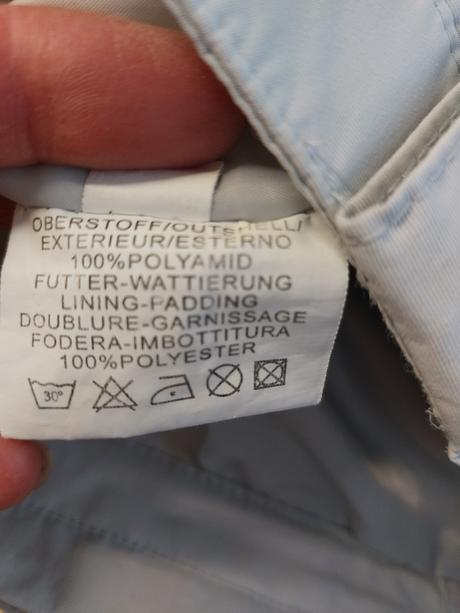 OBERSTOFF/OUTSHELL/
EXTERIEUR/ESTERNO
100%POLYAMID
FUTTER-WATTIERUNG
LINING-PADDING
DOUBLURE-GARNISSAGE
FODERA-IMBOTTITURA
100%POLYESTER
30°